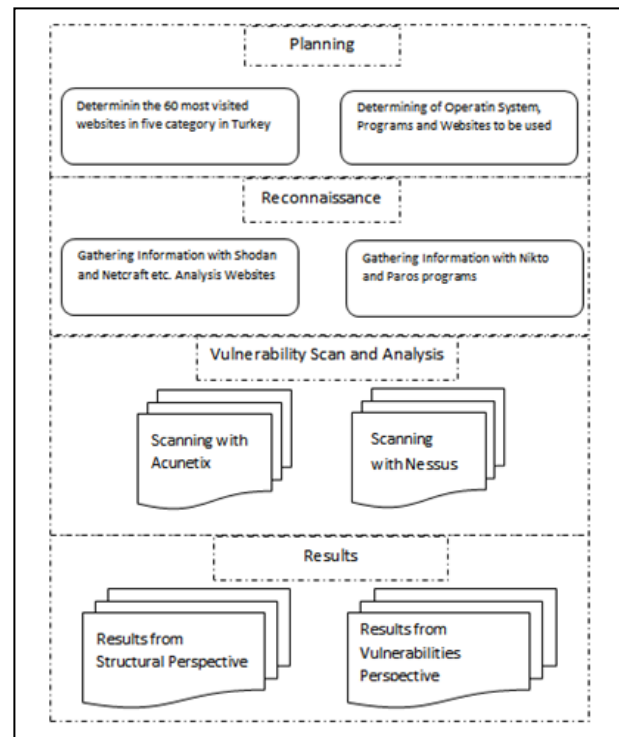 Planning
Determinin the 60 most visited
websites in five category in Turkey
Determining of Operatin System,
Programs and Websites to be used
Reconnaissance
Gathering Information with Shodan
and Netcraft etc. Analysis Websites
Gathering Information with Nikto
and Paros programs
Vulnerability Scan and Analysis
Scanning with
Acunetix
Scanning
with Nessus
Results
Results from
Structural Perspective
Results from
Vulnerabilities
Perspective